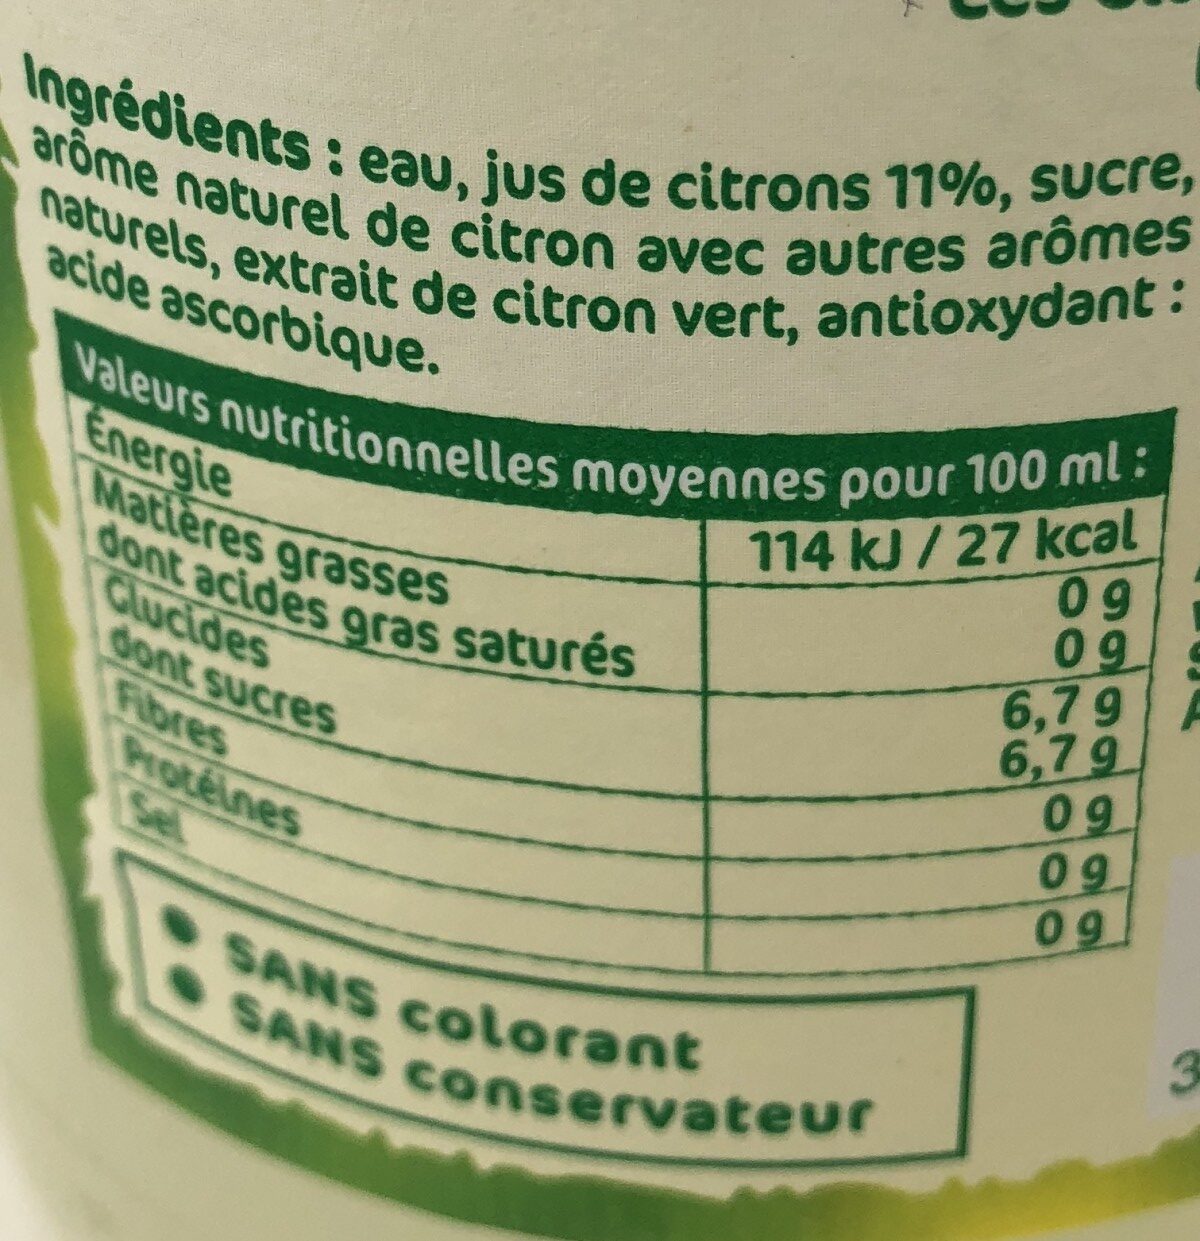 Ingrédients : eau, jus de citrons 11%, sucre,
arôme naturel de citron avec autres arômes
naturels, extrait de citron vert, antioxydant :
acide ascorbique.
Valeurs nutritionnelles moyennes pour 100 ml :
Énergie 114 kJ / 27 kcal
Matières grasses 0 g
dont acides gras saturés 0 g
Glucides 6,7 g
dont sucres 6,7 g
Fibres 0 g
Protéines 0 g
Sel 0 g
• SANS colorant
• SANS conservateur
3